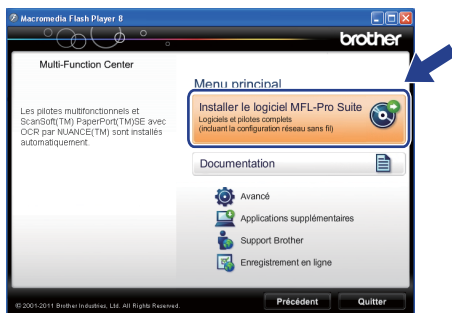 Macromedia Flash Player 8
brother
Multi-Function Center
Menu principal
Les pilotes multifonctionnels et
ScanSoft(TM) PaperPort(TM)SE avec
OCR par NUANCE(TM) sont installés
automatiquement.
Installer le logiciel MFL-Pro Suite
Logiciels et pilotes complets
(incluant la configuration réseau sans fil)
Documentation
Avancé
Applications supplémentaires
Support Brother
Enregistrement en ligne
© 2001-2011 Brother Industries, Ltd. All Rights Reserved.
Précédent
Quitter